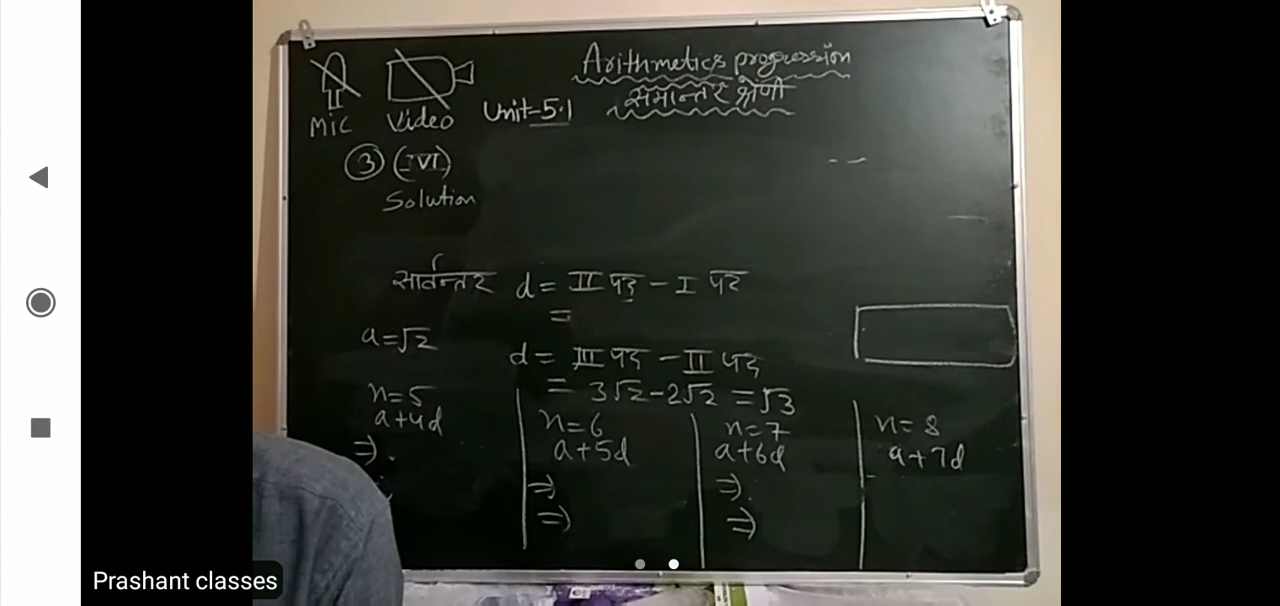 Arithmetics progression
समान्तर श्रेणी
Mic Video Unit-5.1
3 (VI)
Solution
सार्वन्तर d = II पद - I पद
=
a=√2
d = III पद - II पद
= 3√2-2√2 = √3
n=5
a+4d
⇒
n=6
a+5d
⇒
⇒
n=7
a+6d
⇒
⇒
n=8
a+7d
Prashant classes